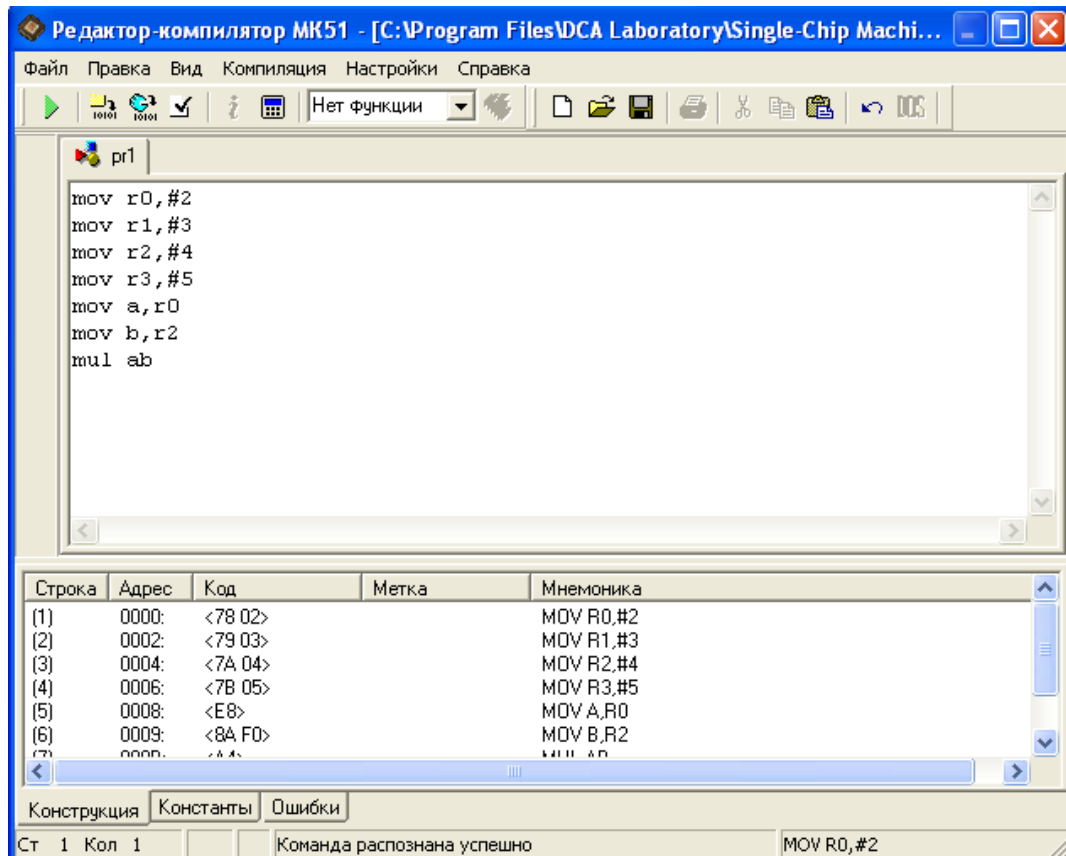 Редактор-компилятор МК51 - [C:\Program Files\DCA Laboratory\Single-Chip Machi...
Файл Правка Вид Компиляция Настройки Справка
Нет функции
pr1
mov r0,#2
mov r1,#3
mov r2,#4
mov r3,#5
mov a,r0
mov b,r2
mul ab
Строка Адрес Код Метка Мнемоника
(1) 0000: <78 02> MOV R0,#2
(2) 0002: <79 03> MOV R1,#3
(3) 0004: <7A 04> MOV R2,#4
(4) 0006: <7B 05> MOV R3,#5
(5) 0008: <E8> MOV A,R0
(6) 0009: <8A F0> MOV B,R2
(7) <A4> MUL AB
Конструкция Константы Ошибки
Ст 1 Кол 1 Команда распознана успешно MOV R0,#2